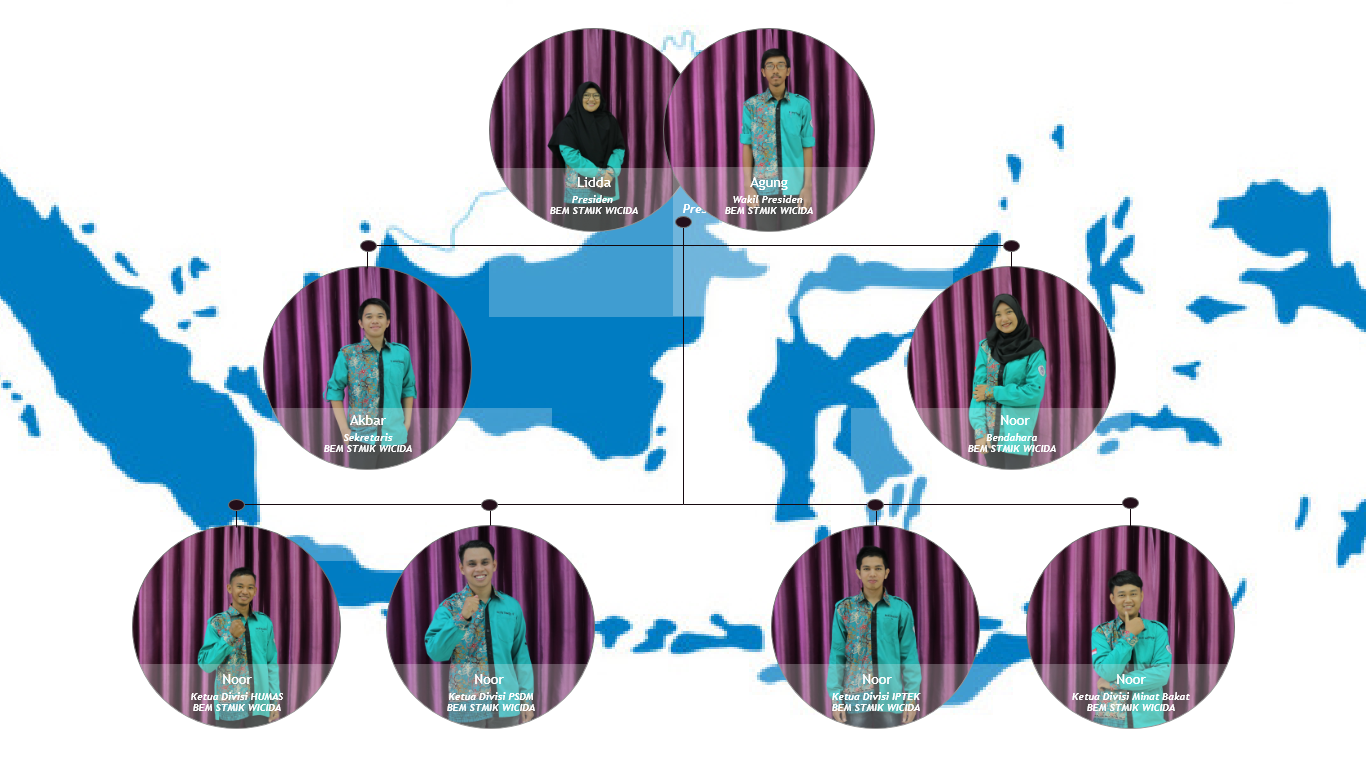 Lidda
Presiden
BEM STMIK WICIDA
Pre..
Agung
Wakil Presiden
BEM STMIK WICIDA
Akbar
Sekretaris
BEM STMIK WICIDA
Noor
Bendahara
BEM STMIK WICIDA
Noor
Ketua Divisi HUMAS
BEM STMIK WICIDA
Noor
Ketua Divisi PSDM
BEM STMIK WICIDA
Noor
Ketua Divisi IPTEK
BEM STMIK WICIDA
Noor
Ketua Divisi Minat Bakat
BEM STMIK WICIDA